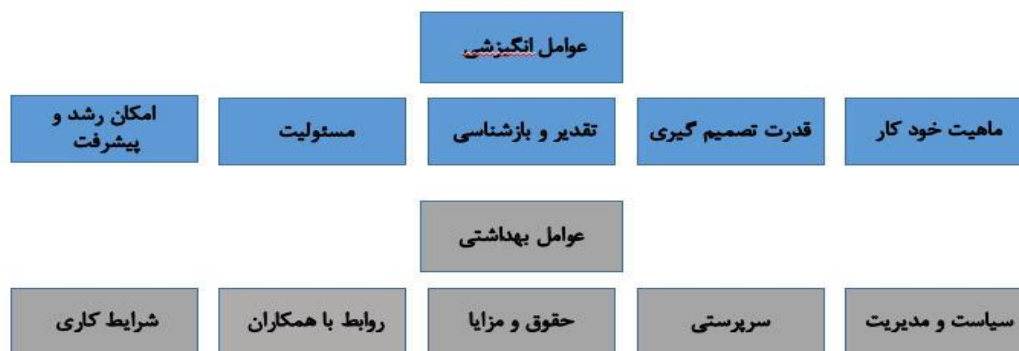 عوامل انگیزشی
ماهیت خود کار
قدرت تصمیم گیری
تقدیر و بازشناسی
مسئولیت
امکان رشد و
پیشرفت
عوامل بهداشتی
سیاست و مدیریت
سرپرستی
حقوق و مزایا
روابط با همکاران
شرایط کاری